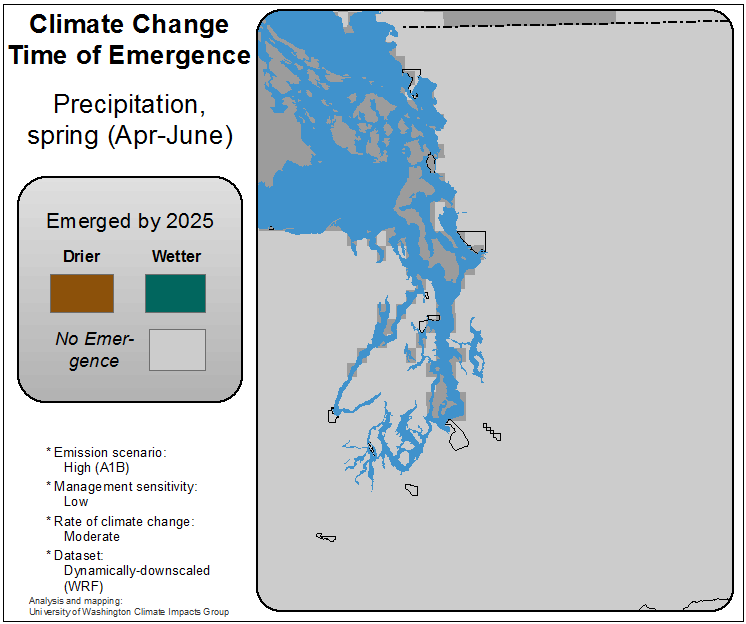 Climate Change
Time of Emergence
Precipitation,
spring (Apr-June)
Emerged by 2025
Drier Wetter
No Emer-
gence
* Emission scenario:
High (A1B)
* Management sensitivity:
Low
* Rate of climate change:
Moderate
* Dataset:
Dynamically-downscaled
(WRF)
Analysis and mapping:
University of Washington Climate Impacts Group